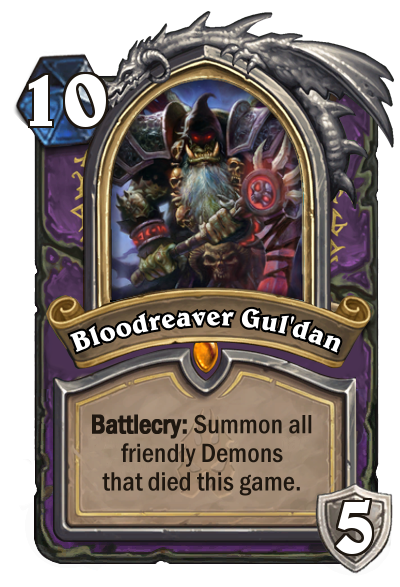 10
Bloodreaver Gul'dan
Battlecry: Summon all
friendly Demons
that died this game.
5